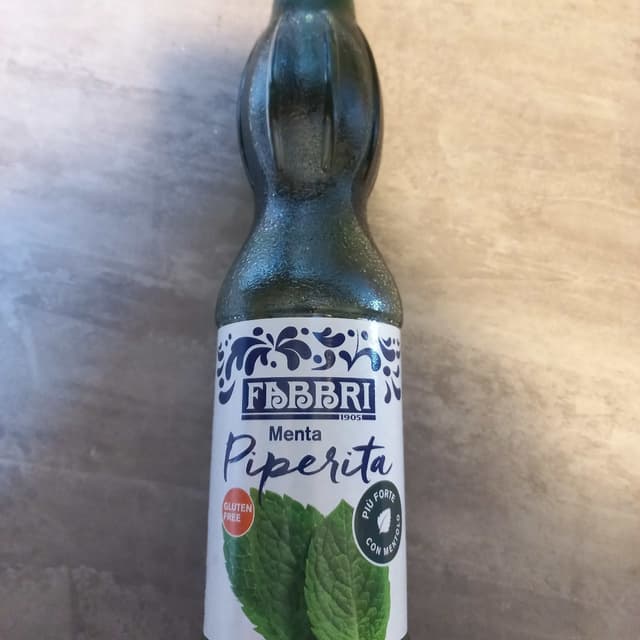 FABBRI
1905
Menta
Piperita
GLUTEN
FREE
PIÙ FORTE
CON MENTOLO